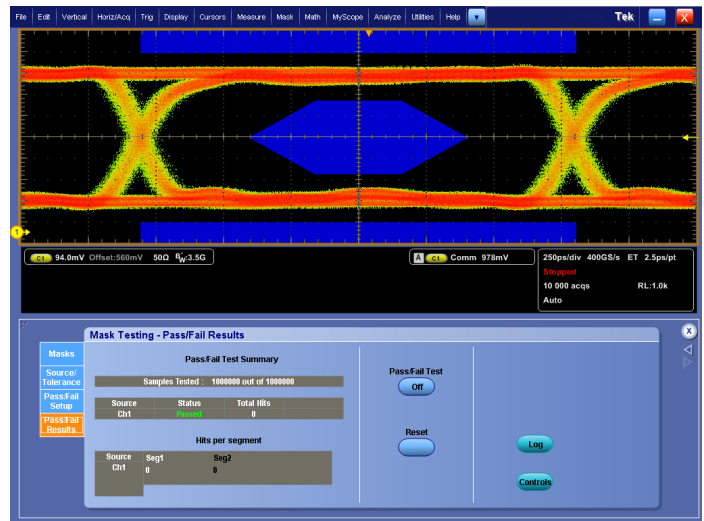 File Edit Vertical Horiz/Acq Trig Display Cursors Measure Mask Math MyScope Analyze Utilities Help Tek X
1
C1 94.0mV Offset:560mV 50Ω BW:3.5G
A C1 Comm 978mV
250ps/div 400GS/s ET 2.5ps/pt
Stopped
10 000 acqs RL:1.0k
Auto
Mask Testing - Pass/Fail Results
X
Masks
Source/
Tolerance
Pass/Fail
Setup
Pass/Fail
Results
Pass/Fail Test Summary
Samples Tested : 1000000 out of 1000000
Source Status Total Hits
Ch1 Passed 0
Hits per segment
Source Seg1 Seg2
Ch1 0 0
Pass/Fail Test
Off
Reset
Log
Controls